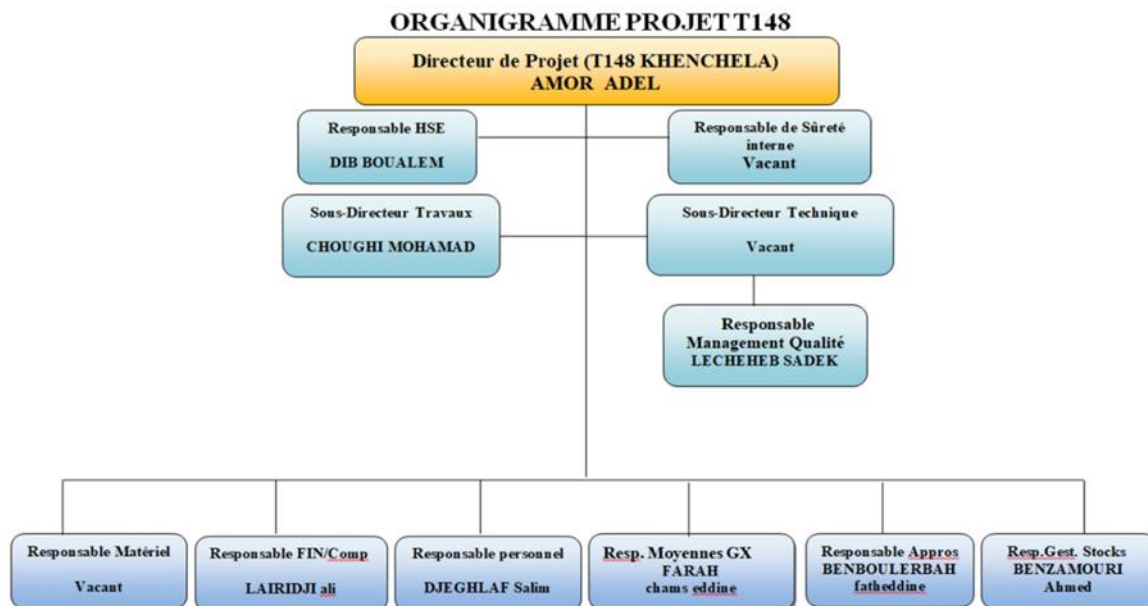 ORGANIGRAMME PROJET T148
Directeur de Projet (T148 KHENCHELA)
AMOR ADEL
Responsable HSE
DIB BOUALEM
Responsable de Sûreté
interne
Vacant
Sous-Directeur Travaux
CHOUGHI MOHAMAD
Sous-Directeur Technique
Vacant
Responsable
Management Qualité
LECHEHEB SADEK
Responsable Matériel
Vacant
Responsable FIN/Comp
LAIRIDJI ali
Responsable personnel
DJEGHLAF Salim
Resp. Moyennes GX
FARAH
chams eddine
Responsable Appros
BENBOULERBAH
fatheddine
Resp.Gest. Stocks
BENZAMOURI
Ahmed